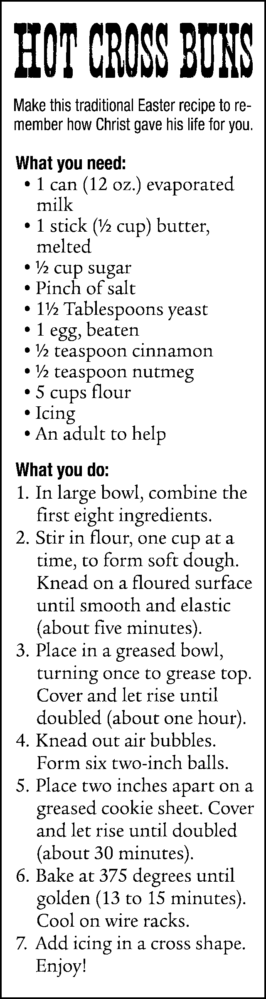 HOT CROSS BUNS
Make this traditional Easter recipe to re-
member how Christ gave his life for you.
What you need:
• 1 can (12 oz.) evaporated
milk
• 1 stick (½ cup) butter,
melted
• ½ cup sugar
• Pinch of salt
• 1½ Tablespoons yeast
• 1 egg, beaten
• ½ teaspoon cinnamon
• ½ teaspoon nutmeg
• 5 cups flour
• Icing
• An adult to help
What you do:
1. In large bowl, combine the
first eight ingredients.
2. Stir in flour, one cup at a
time, to form soft dough.
Knead on a floured surface
until smooth and elastic
(about five minutes).
3. Place in a greased bowl,
turning once to grease top.
Cover and let rise until
doubled (about one hour).
4. Knead out air bubbles.
Form six two-inch balls.
5. Place two inches apart on a
greased cookie sheet. Cover
and let rise until doubled
(about 30 minutes).
6. Bake at 375 degrees until
golden (13 to 15 minutes).
Cool on wire racks.
7. Add icing in a cross shape.
Enjoy!